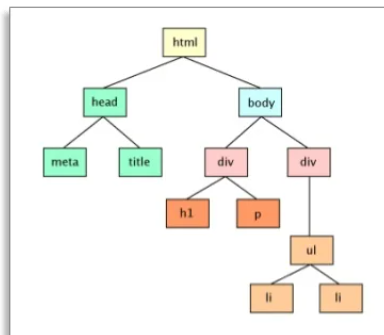 html
head body
meta title div div
h1 p
ul
li li